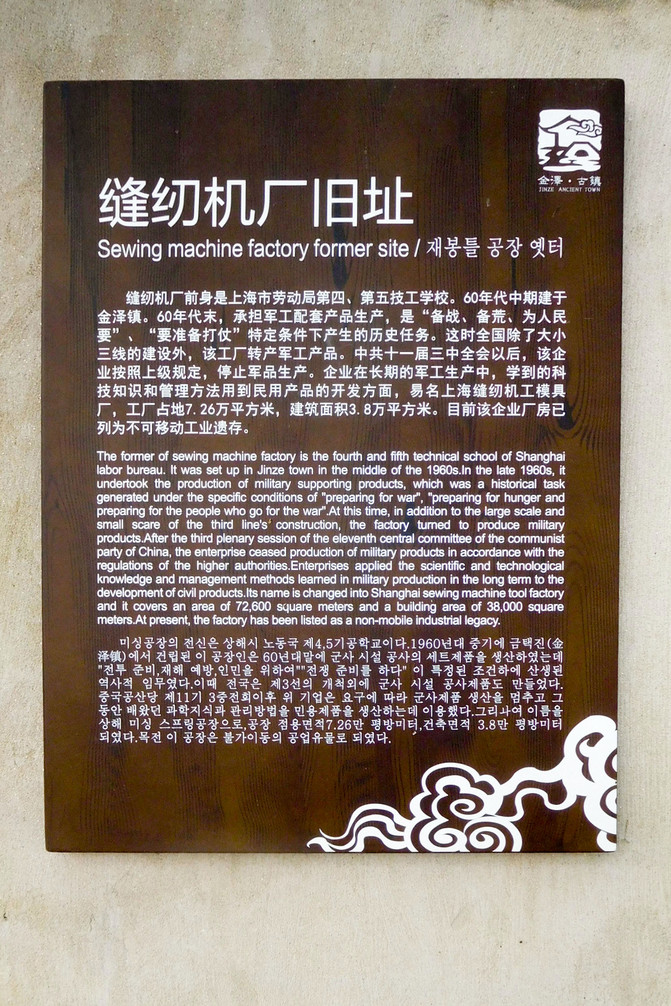 金澤·古鎮
JINZE ANCIENT TOWN
缝纫机厂旧址
Sewing machine factory former site / 재봉틀 공장 옛터
缝纫机厂前身是上海市劳动局第四、第五技工学校。60年代中期建于
金泽镇。60年代末，承担军工配套产品生产，是“备战、备荒、为人民
要”、“要准备打仗”特定条件下产生的历史任务。这时全国除了大小
三线的建设外，该工厂转产军工产品。中共十一届三中全会以后，该企
业按照上级规定，停止军品生产。企业在长期的军工生产中，学到的科
技知识和管理方法用到民用产品的开发方面，易名上海缝纫机工模具
厂，工厂占地7.26万平方米，建筑面积3.8万平方米。目前该企业厂房已
列为不可移动工业遗存。
The former of sewing machine factory is the fourth and fifth technical school of Shanghai
labor bureau. It was set up in Jinze town in the middle of the 1960s.In the late 1960s, it
undertook the production of military supporting products, which was a historical task
generated under the specific conditions of "preparing for war", "preparing for hunger and
preparing for the people who go for the war".At this time, in addition to the large scale and
small scare of the third line's construction, the factory turned to produce military
products.After the third plenary session of the eleventh central committee of the communist
party of China, the enterprise ceased production of military products in accordance with the
regulations of the higher authorities.Enterprises applied the scientific and technological
knowledge and management methods learned in military production in the long term to the
development of civil products.Its name is changed into Shanghai sewing machine tool factory
and it covers an area of 72,600 square meters and a building area of 38,000 square
meters.At present, the factory has been listed as a non-mobile industrial legacy.
미싱공장의 전신은 상해시 노동국 제4,5기공학교이다.1960년대 중기에 금택진(金
泽镇)에서 건립된 이 공장인은 60년대말에 군사 시설 공사의 세트제품을 생산하였는데
"전투 준비,재해 예방,인민을 위하여""전쟁 준비를 하다" 이 특정된 조건하에 산생된
역사적 임무였다.이때 전국은 제3선의 개척외에 군사 시설 공사제품도 만들었다.
중국공산당 제11기 3중전회이후 위 기업은 요구에 따라 군사제품 생산을 멈추고 그
동안 배왔던 과학지식과 관리방법을 민용제품을 생산하는데 이용했다.그리나여 이름을
상해 미싱 스프링공장으로,공장 점용면적7.26만 평방미터,건축면적 3.8만 평방미터
되였다.목전 이 공장은 불가이동의 공업유물로 되였다.